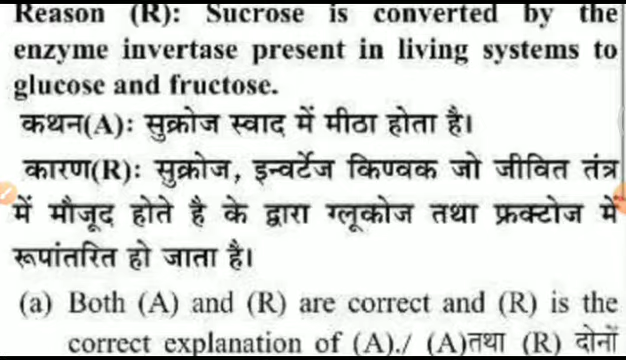 Reason (R): Sucrose is converted by the
enzyme invertase present in living systems to
glucose and fructose.
कथन(A): सुक्रोज स्वाद में मीठा होता है।
कारण(R): सुक्रोज, इन्वर्टेज किण्वक जो जीवित तंत्र
में मौजूद होते है के द्वारा ग्लूकोज तथा फ्रक्टोज में
रूपांतरित हो जाता है।
(a) Both (A) and (R) are correct and (R) is the
correct explanation of (A)./ (A)तथा (R) दोनों